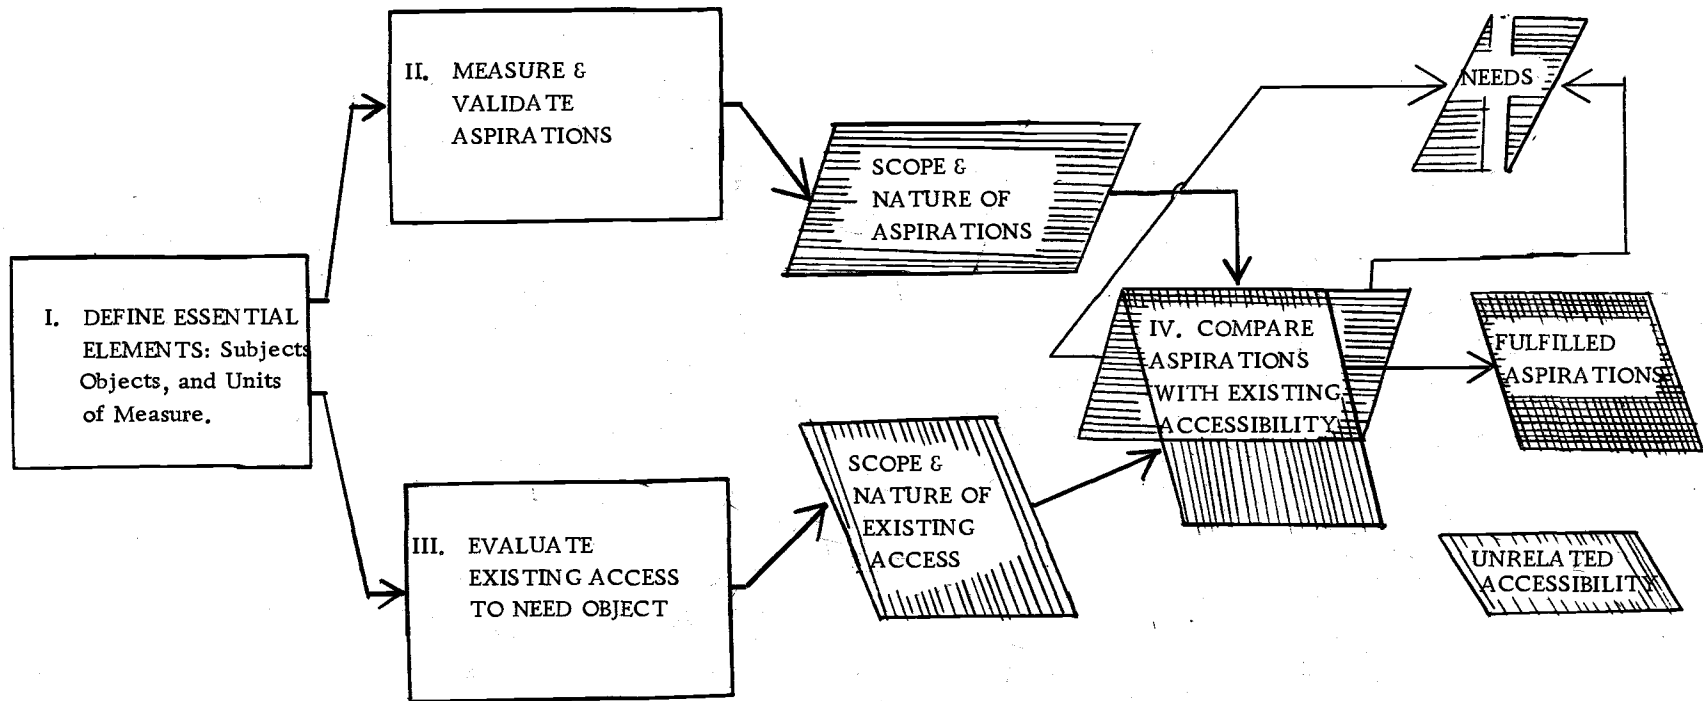 I. DEFINE ESSENTIAL
ELEMENTS: Subjects
Objects, and Units
of Measure.
II. MEASURE &
VALIDATE
ASPIRATIONS
III. EVALUATE
EXISTING ACCESS
TO NEED OBJECT
SCOPE &
NATURE OF
ASPIRATIONS
SCOPE &
NATURE OF
EXISTING
ACCESS
IV. COMPARE
ASPIRATIONS
WITH EXISTING
ACCESSIBILITY
NEEDS
FULFILLED
ASPIRATIONS
UNRELATED
ACCESSIBILITY